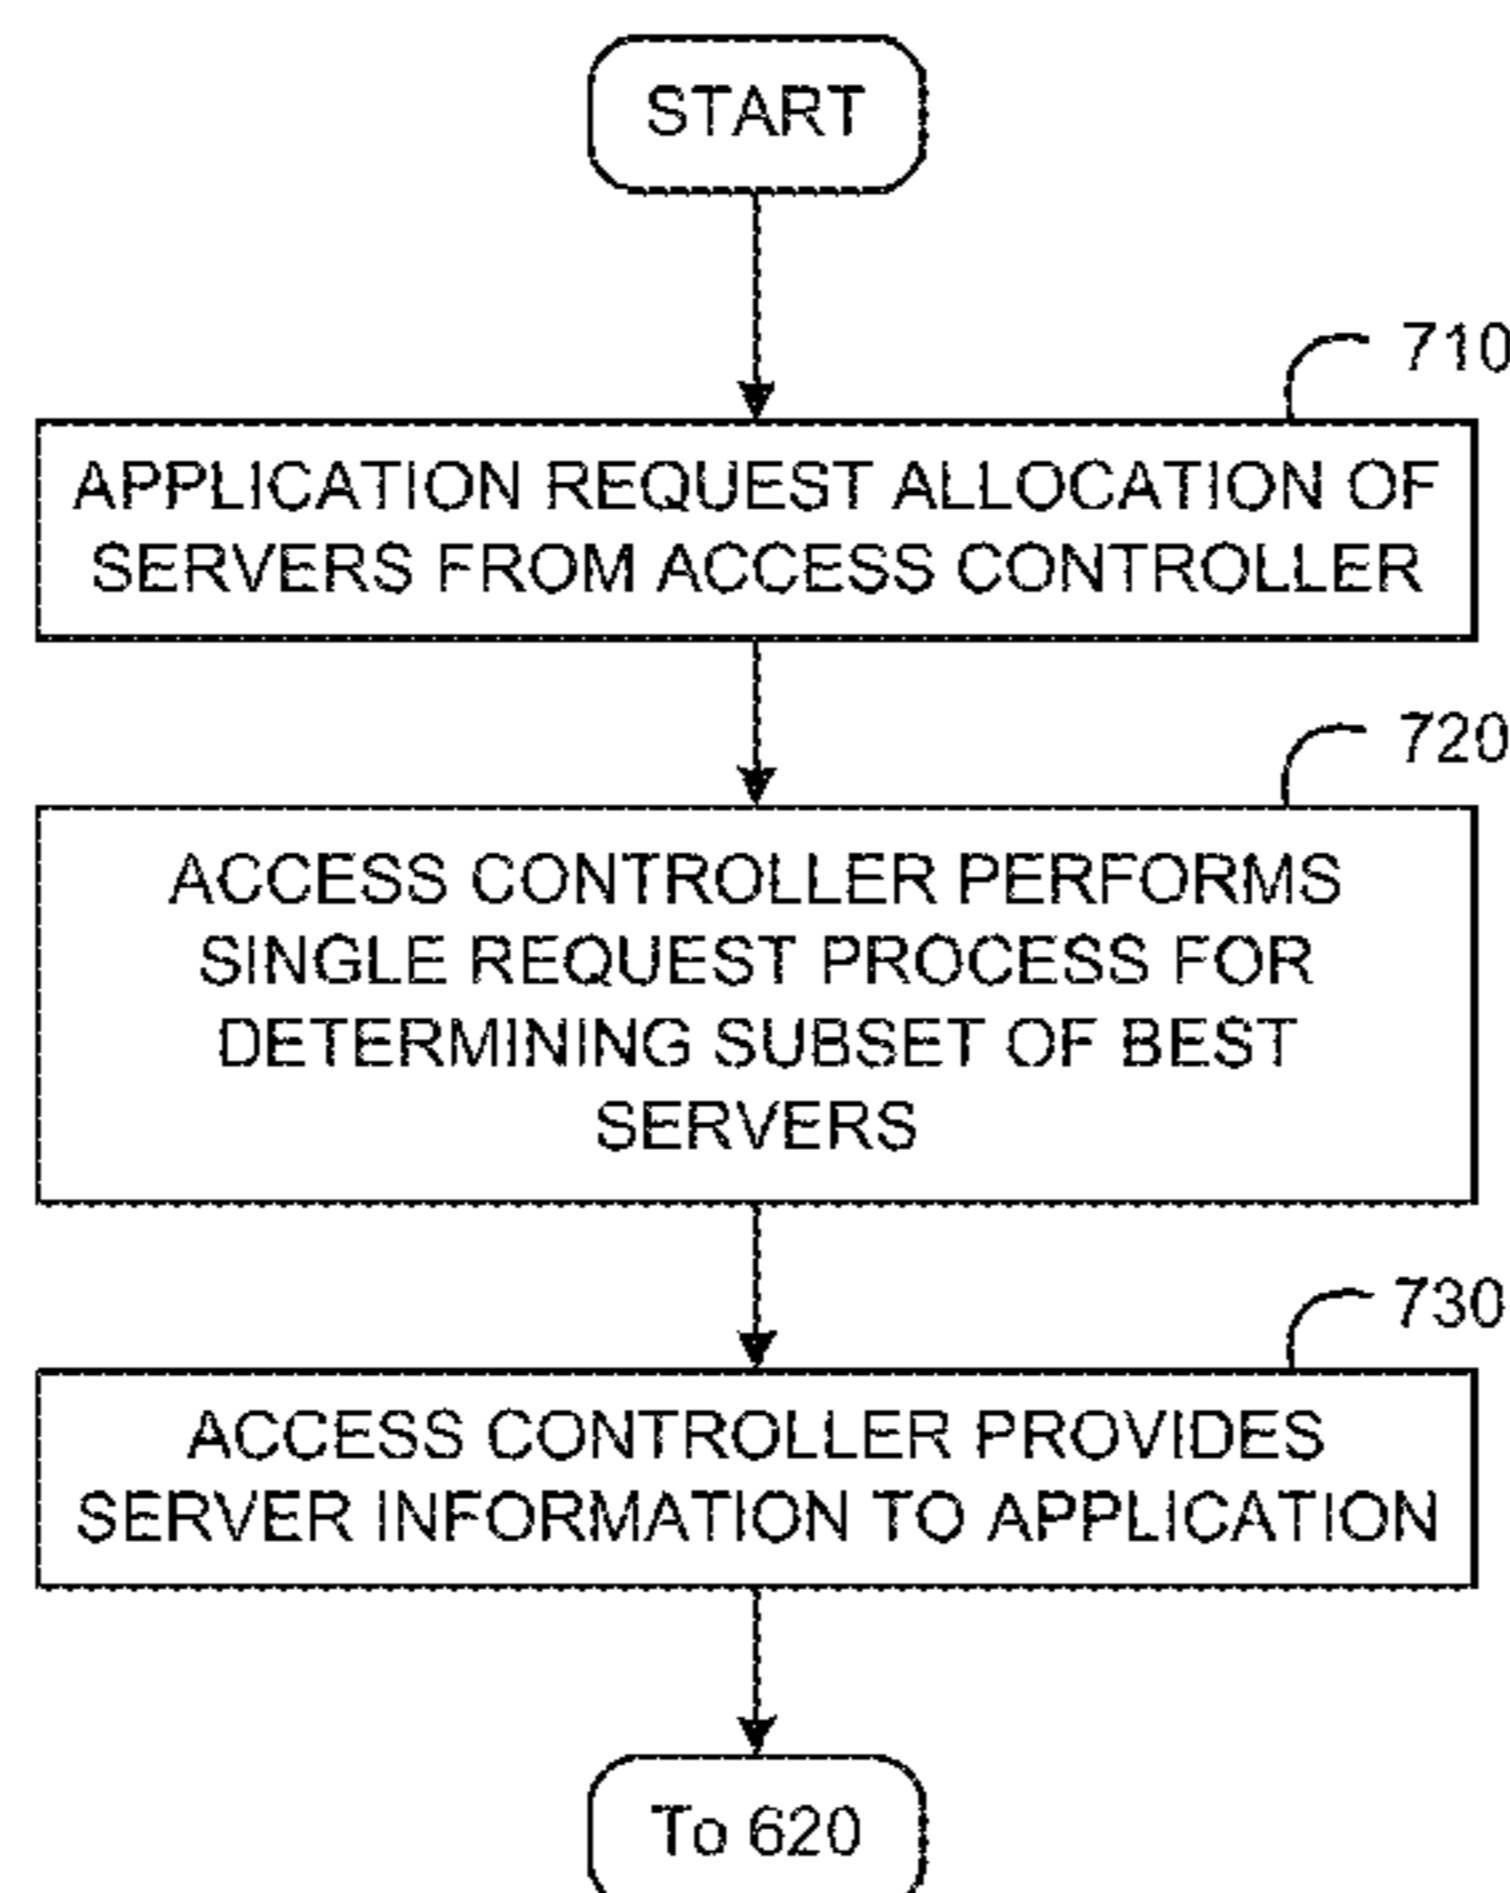 START
710
APPLICATION REQUEST ALLOCATION OF
SERVERS FROM ACCESS CONTROLLER
720
ACCESS CONTROLLER PERFORMS
SINGLE REQUEST PROCESS FOR
DETERMINING SUBSET OF BEST
SERVERS
730
ACCESS CONTROLLER PROVIDES
SERVER INFORMATION TO APPLICATION
To 620